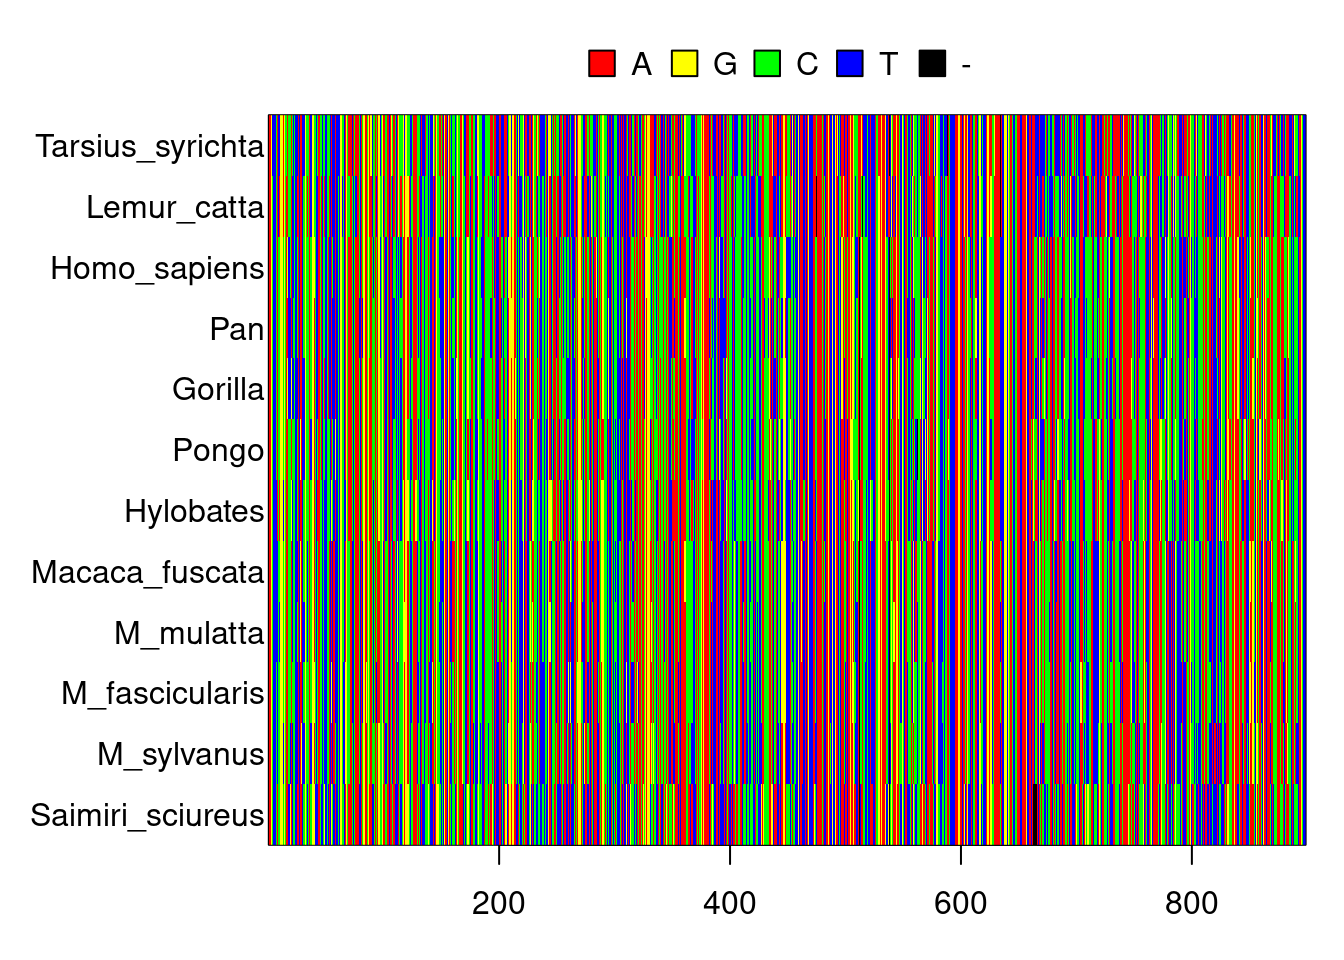 A G C T -
Tarsius_syrichta
Lemur_catta
Homo_sapiens
Pan
Gorilla
Pongo
Hylobates
Macaca_fuscata
M_mulatta
M_fascicularis
M_sylvanus
Saimiri_sciureus
200 400 600 800